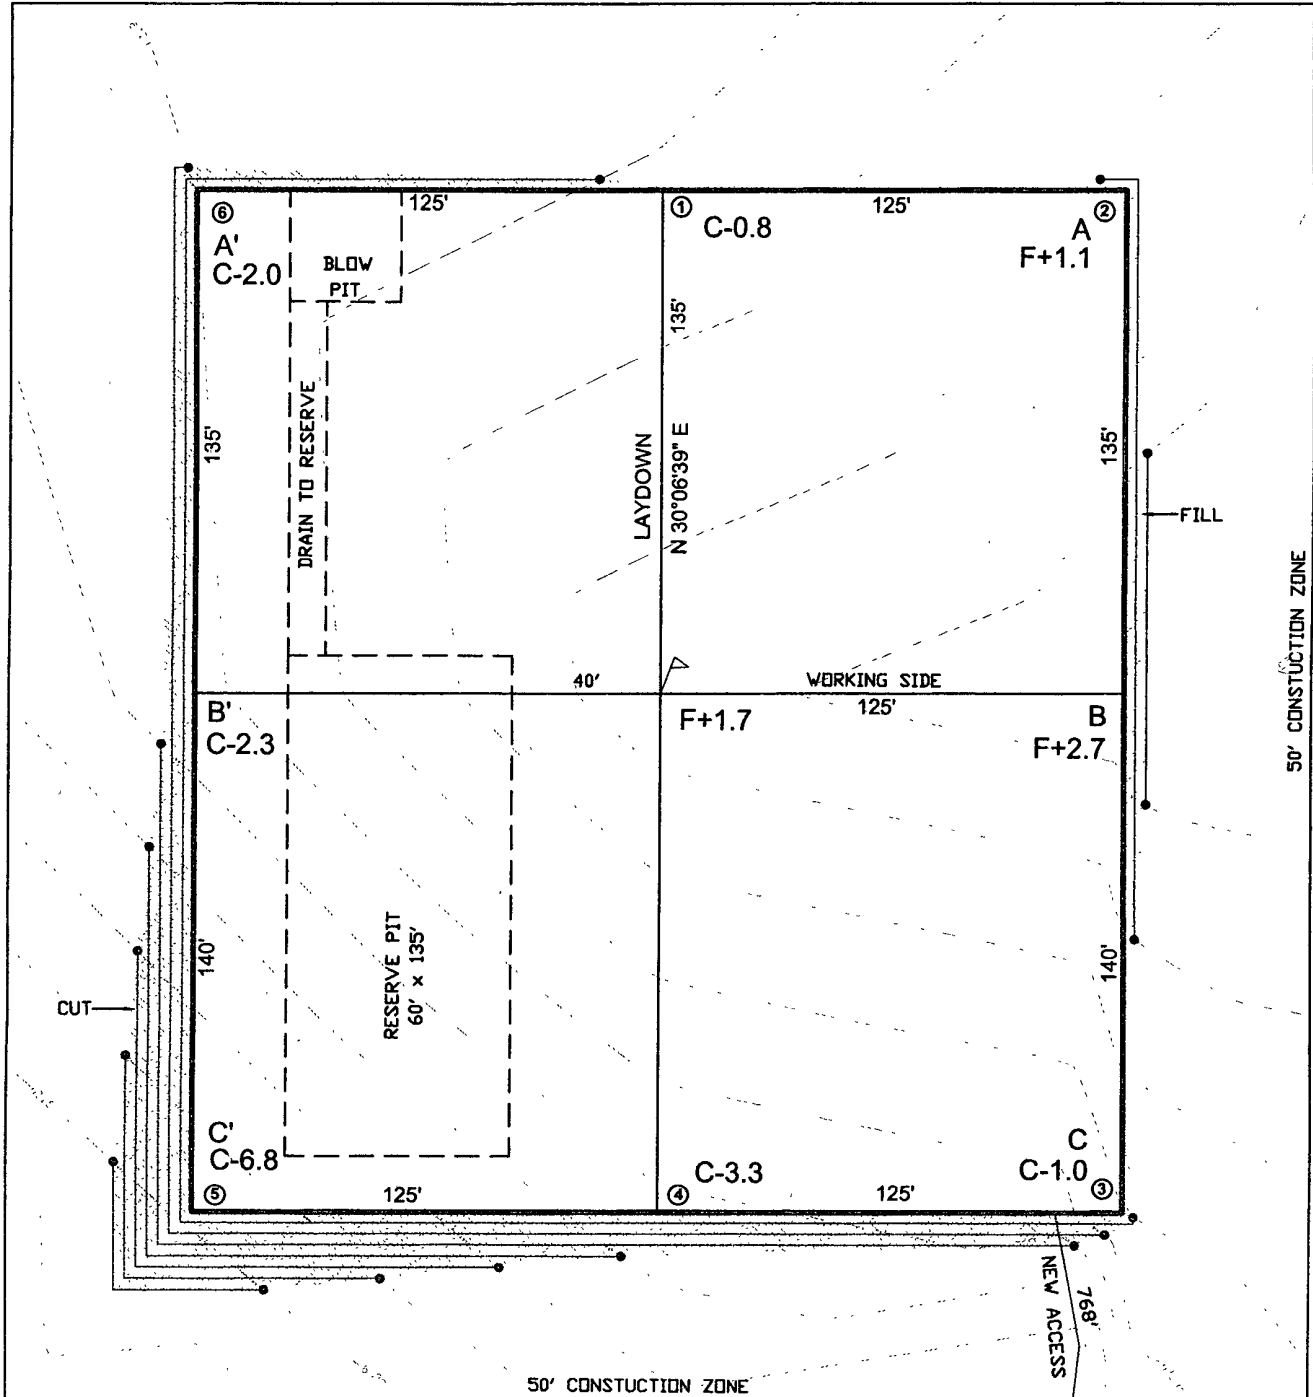 125'
125'
⑥
①
②
A'
C-2.0
C-0.8
A
F+1.1
BLOW
PIT
135'
135'
135'
DRAIN TO RESERVE
LAYDOWN
N 30°06'39" E
FILL
50' CONSTUCTION ZONE
40'
WORKING SIDE
125'
B'
C-2.3
F+1.7
B
F+2.7
140'
140'
RESERVE PIT
60' x 135'
CUT
C'
C-6.8
C-3.3
C
C-1.0
⑤
125'
④
125'
③
768'
NEW ACCESS
50' CONSTUCTION ZONE